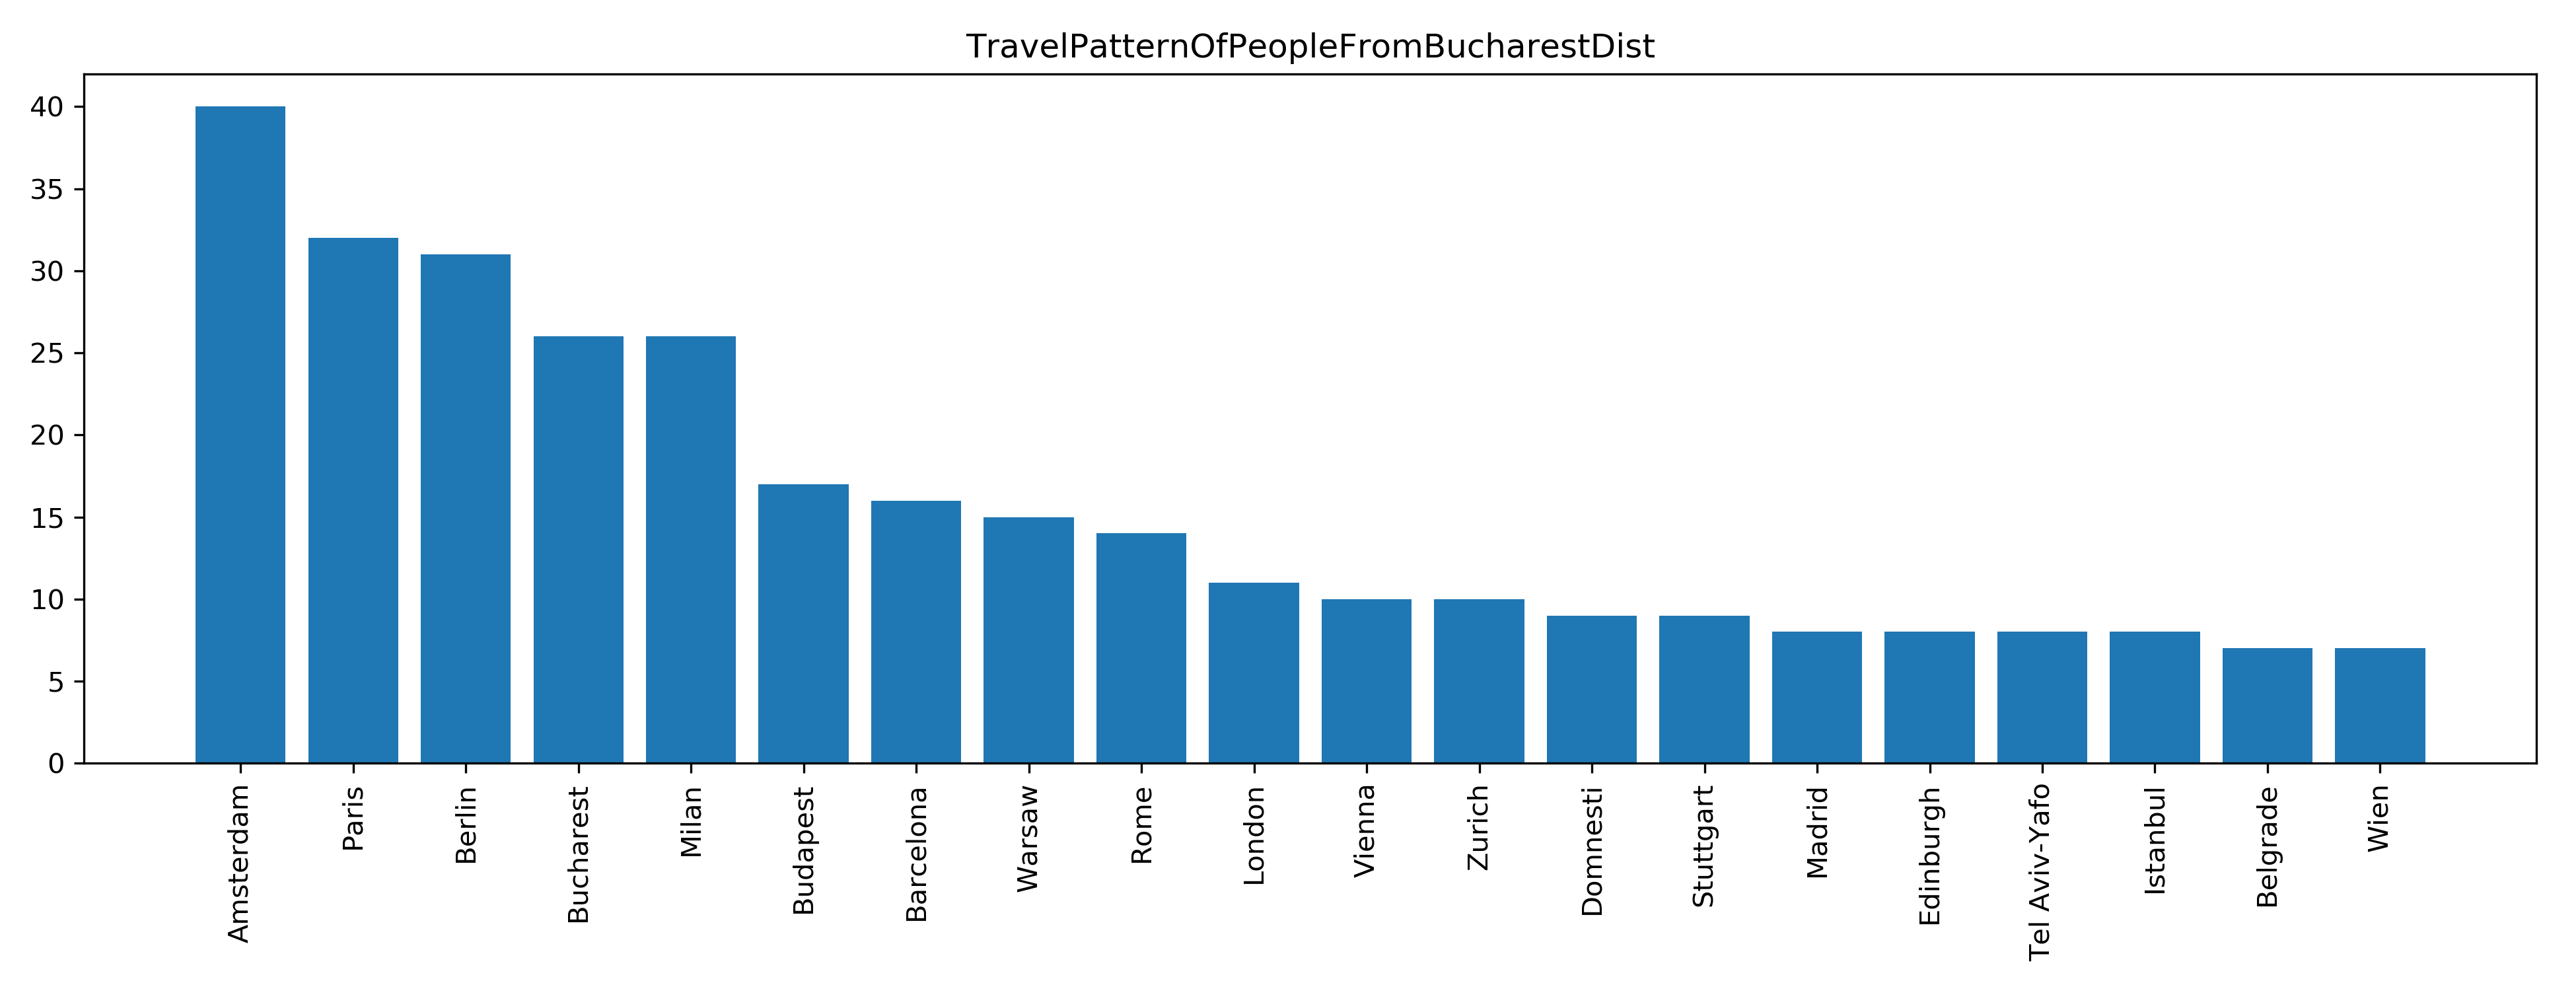 TravelPatternOfPeopleFromBucharestDist
40
35
30
25
20
15
10
5
0
Amsterdam
Paris
Berlin
Bucharest
Milan
Budapest
Barcelona
Warsaw
Rome
London
Vienna
Zurich
Domnesti
Stuttgart
Madrid
Edinburgh
Tel Aviv-Yafo
Istanbul
Belgrade
Wien